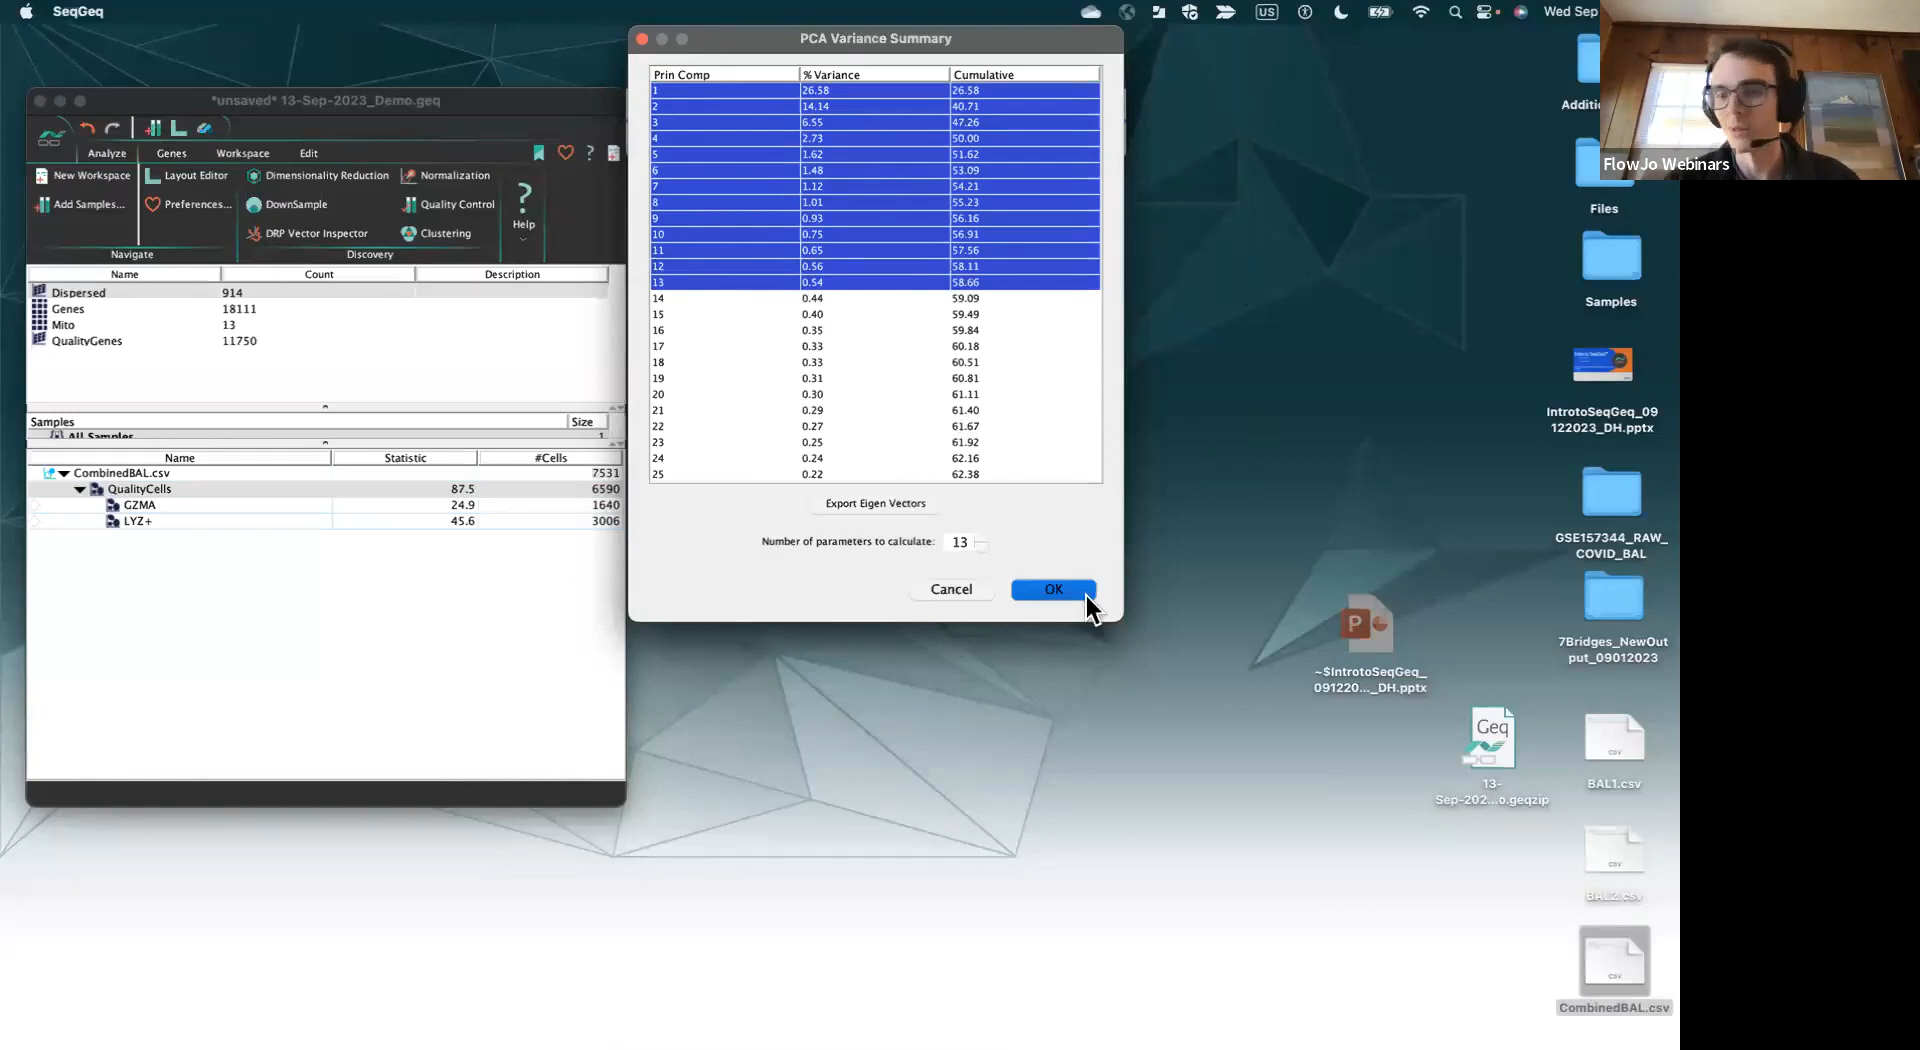 SeqGeq
US
Wed Sep
PCA Variance Summary
Prin Comp % Variance Cumulative
1 26.58 26.58
2 14.14 40.71
3 6.55 47.26
4 2.73 50.00
5 1.62 51.62
6 1.48 53.09
7 1.12 54.21
8 1.01 55.23
9 0.93 56.16
10 0.75 56.91
11 0.65 57.56
12 0.56 58.11
13 0.54 58.66
14 0.44 59.09
15 0.40 59.49
16 0.35 59.84
17 0.33 60.18
18 0.33 60.51
19 0.31 60.81
20 0.30 61.11
21 0.29 61.40
22 0.27 61.67
23 0.25 61.92
24 0.24 62.16
25 0.22 62.38
Export Eigen Vectors
Number of parameters to calculate: 13
Cancel OK
*unsaved* 13-Sep-2023_Demo.geq
Analyze Genes Workspace Edit
?
New Workspace Layout Editor Dimensionality Reduction Normalization
Add Samples... Preferences... DownSample Quality Control
DRP Vector Inspector Clustering
? Help
Navigate Discovery
Name Count Description
Dispersed 914
Genes 18111
Mito 13
QualityGenes 11750
Samples Size
All Samples 1
Name Statistic #Cells
CombinedBAL.csv 7531
QualityCells 87.5 6590
GZMA 24.9 1640
LYZ+ 45.6 3006
FlowJo Webinars
Additi
Files
Samples
IntrotoSeqGeq_09
122023_DH.pptx
GSE157344_RAW_
COVID_BAL
7Bridges_NewOut
put_09012023
P
~$IntrotoSeqGeq_
091220..._DH.pptx
Geq
13-
Sep-202...o.geqzip
CSV
BAL1.csv
CSV
BAL2.csv
CSV
CombinedBAL.csv